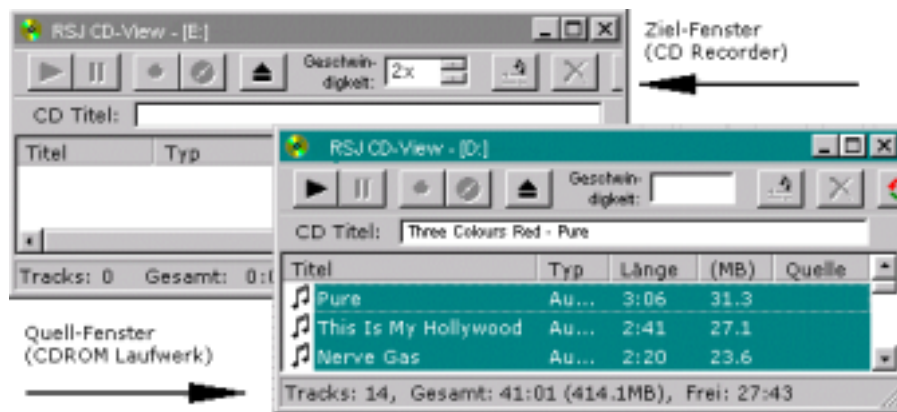 RSJ CD-View - [E:]
Geschwin-
digkeit: 2x
CD Titel:
Titel Typ
Tracks: 0 Gesamt:
Ziel-Fenster
(CD Recorder)
RSJ CD-View - [D:]
Geschwin-
digkeit:
CD Titel: Three Colours Red - Pure
Titel Typ Länge (MB) Quelle
Pure Au... 3:06 31.3
This Is My Hollywood Au... 2:41 27.1
Nerve Gas Au... 2:20 23.6
Tracks: 14, Gesamt: 41:01 (414.1MB), Frei: 27:43
Quell-Fenster
(CDROM Laufwerk)